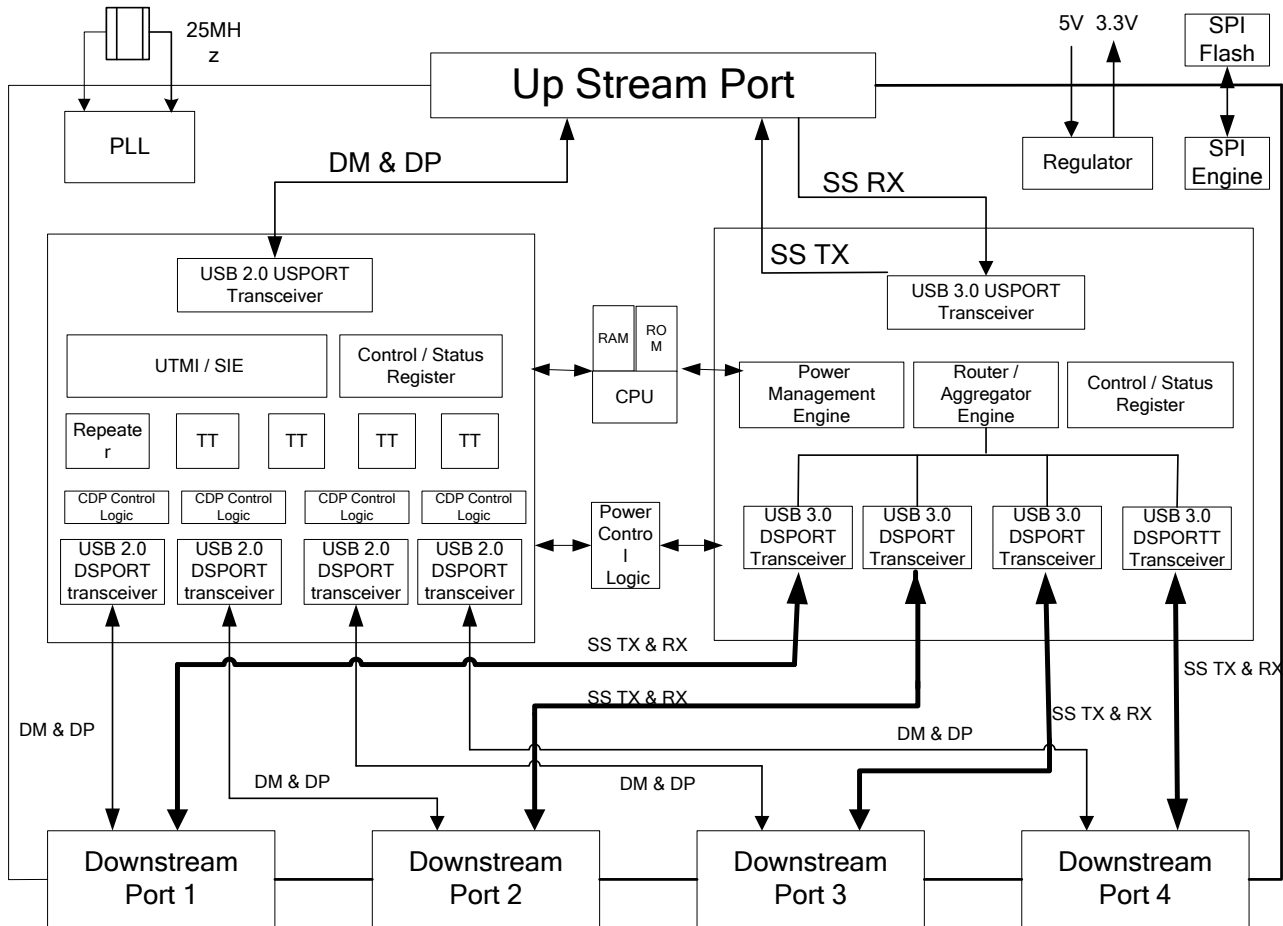 25MH
z
5V 3.3V
SPI
Flash
Up Stream Port
PLL
Regulator
SPI
Engine
DM & DP
SS RX
SS TX
USB 2.0 USPORT
Transceiver
USB 3.0 USPORT
Transceiver
UTMI / SIE
Control / Status
Register
RAM
RO
M
CPU
Power
Management
Engine
Router /
Aggregator
Engine
Control / Status
Register
Repeate
r
TT
TT
TT
TT
CDP Control
Logic
CDP Control
Logic
CDP Control
Logic
CDP Control
Logic
USB 2.0
DSPORT
transceiver
USB 2.0
DSPORT
transceiver
USB 2.0
DSPORT
transceiver
USB 2.0
DSPORT
transceiver
Power
Contro
l
Logic
USB 3.0
DSPORT
Transceiver
USB 3.0
DSPORT
Transceiver
USB 3.0
DSPORT
Transceiver
USB 3.0
DSPORTT
Transceiver
SS TX & RX
SS TX & RX
SS TX & RX
SS TX & RX
DM & DP
DM & DP
DM & DP
DM & DP
Downstream
Port 1
Downstream
Port 2
Downstream
Port 3
Downstream
Port 4